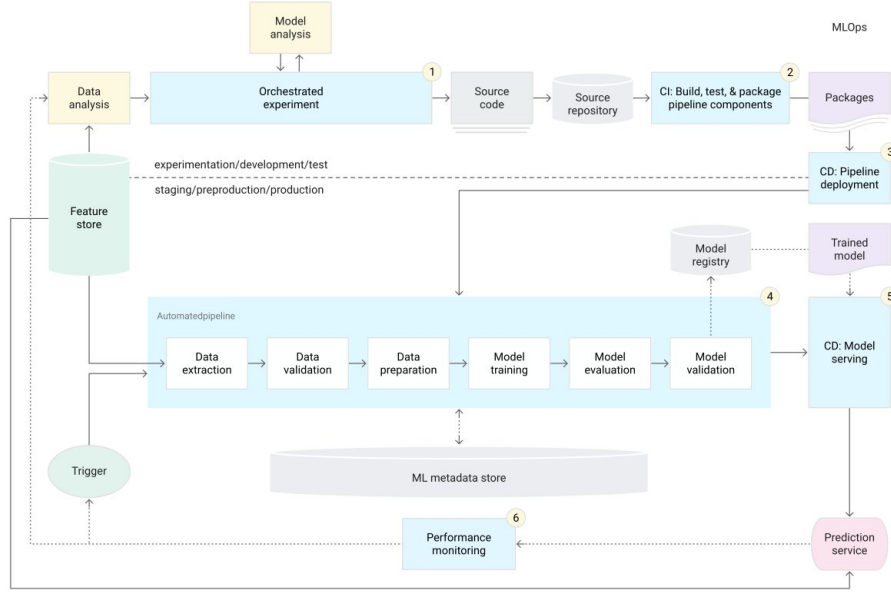 MLOps
Model
analysis
1
2
Data
analysis
Orchestrated
experiment
Source
code
Source
repository
CI: Build, test, & package
pipeline components
Packages
experimentation/development/test
staging/preproduction/production
3
CD: Pipeline
deployment
Feature
store
Model
registry
Trained
model
4
5
Automatedpipeline
Data
extraction
Data
validation
Data
preparation
Model
training
Model
evaluation
Model
validation
CD: Model
serving
Trigger
ML metadata store
6
Performance
monitoring
Prediction
service